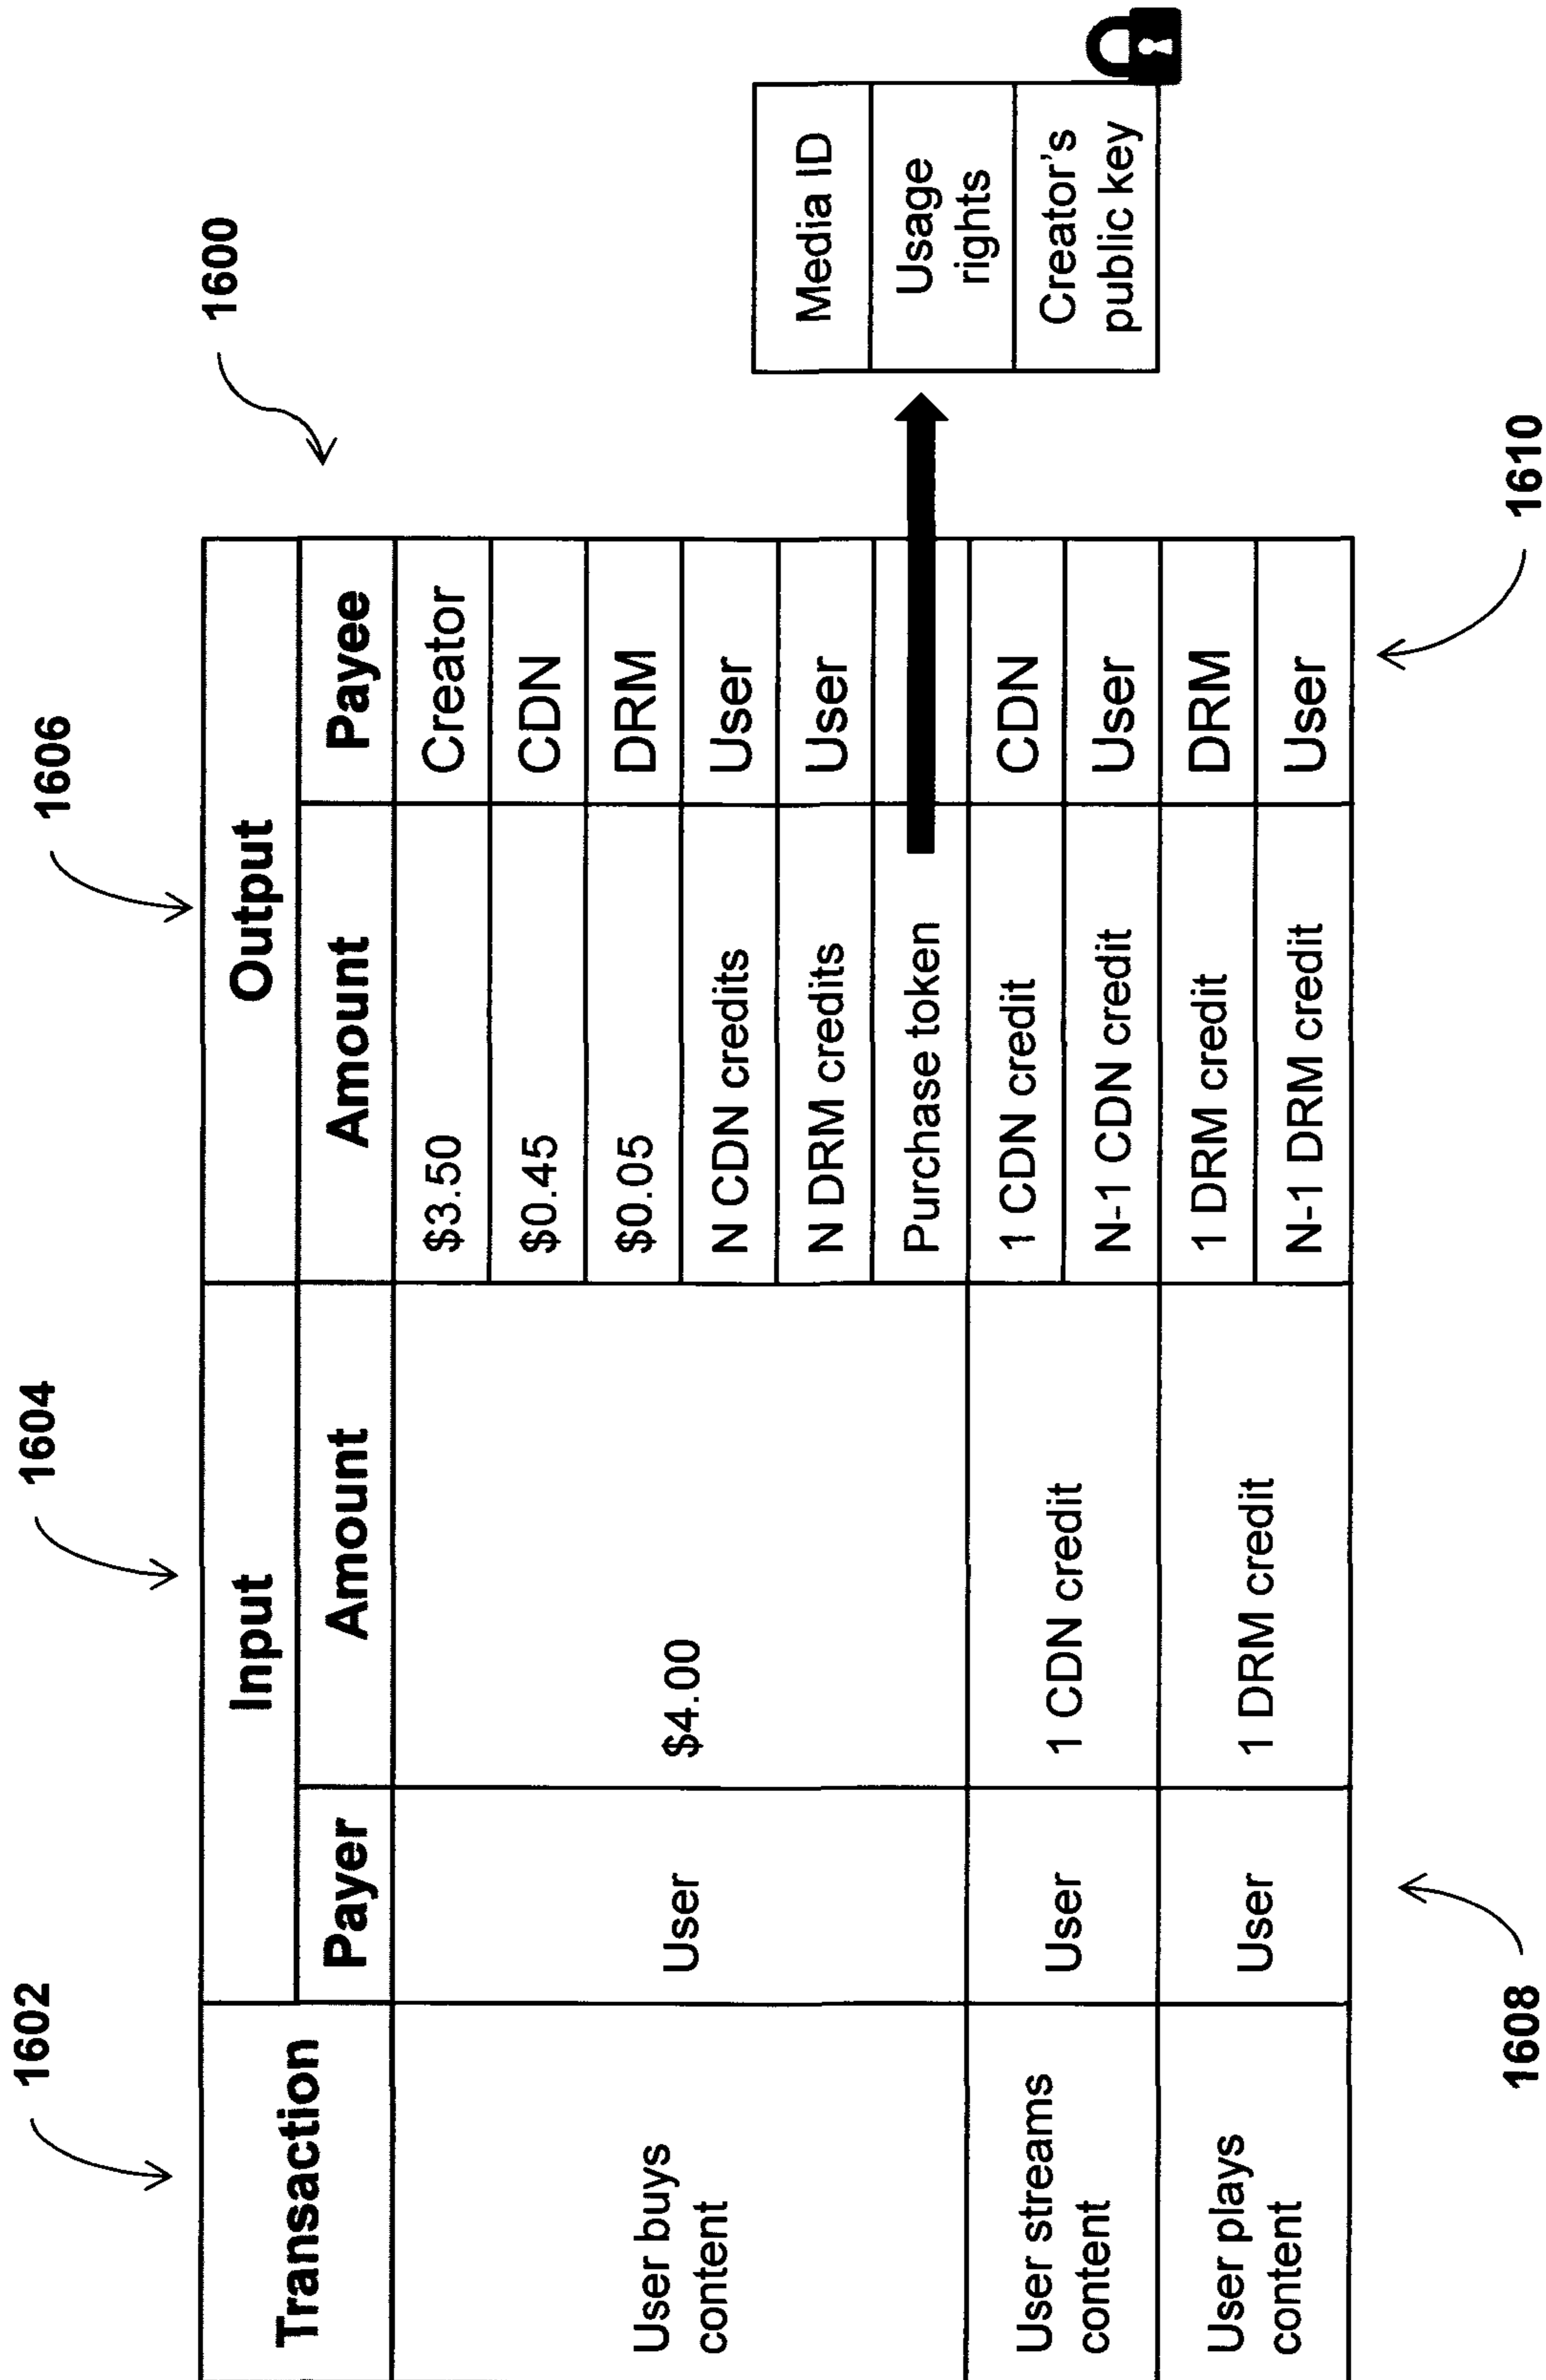 1600
1602
1604
1606
Transaction
Input
Output
Payer
Amount
Amount
Payee
User buys
content
User
$4.00
$3.50
Creator
$0.45
CDN
$0.05
DRM
N CDN credits
User
N DRM credits
User
Purchase token
User streams
content
User
1 CDN credit
1 CDN credit
CDN
N-1 CDN credit
User
User plays
content
User
1 DRM credit
1 DRM credit
DRM
N-1 DRM credit
User
Media ID
Usage
rights
Creator's
public key
1608
1610